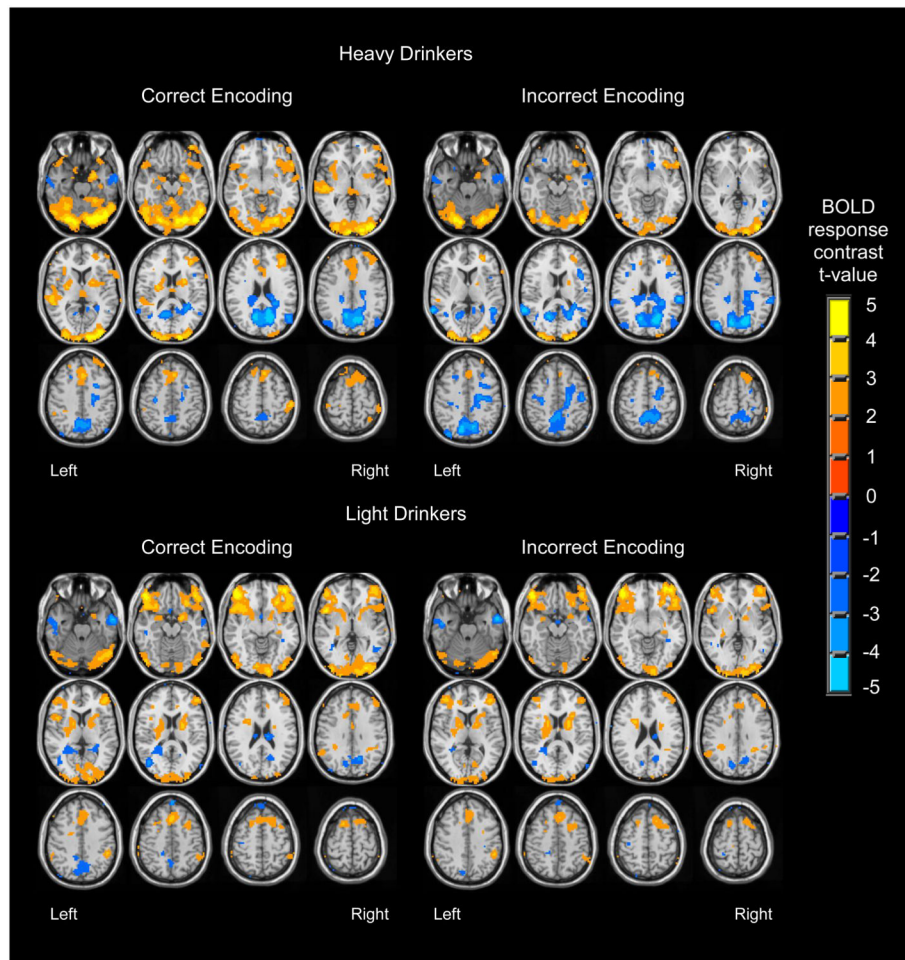 Heavy Drinkers
Correct Encoding
Incorrect Encoding
Left
Right
Left
Right
Light Drinkers
Correct Encoding
Incorrect Encoding
Left
Right
Left
Right
BOLD
response
contrast
t-value
5
4
3
2
1
0
-1
-2
-3
-4
-5